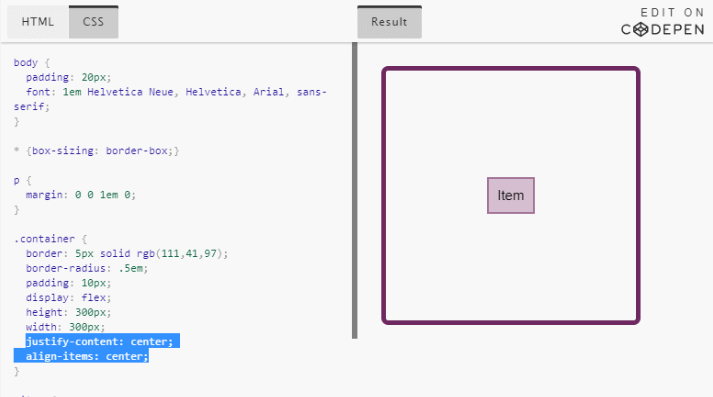 HTML CSS Result EDIT ON
CODEPEN
body {
  padding: 20px;
  font: 1em Helvetica Neue, Helvetica, Arial, sans-
serif;
}
* {box-sizing: border-box;}
p {
  margin: 0 0 1em 0;
}
.container {
  border: 5px solid rgb(111,41,97);
  border-radius: .5em;
  padding: 10px;
  display: flex;
  height: 300px;
  width: 300px;
  justify-content: center;
  align-items: center;
}
Item